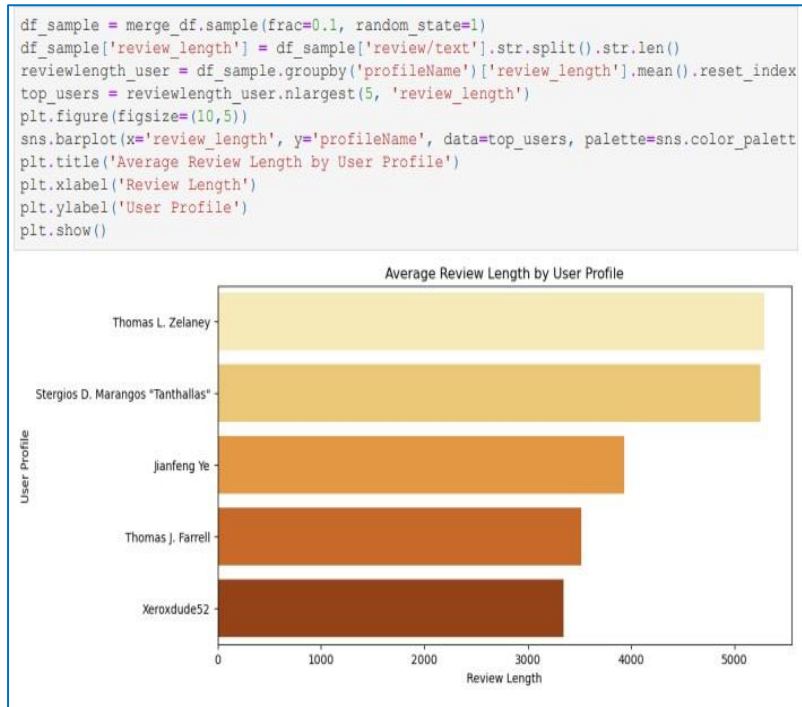 df_sample = merge_df.sample(frac=0.1, random_state=1)
df_sample['review_length'] = df_sample['review/text'].str.split().str.len()
reviewlength_user = df_sample.groupby('profileName')['review_length'].mean().reset_index
top_users = reviewlength_user.nlargest(5, 'review_length')
plt.figure(figsize=(10,5))
sns.barplot(x='review_length', y='profileName', data=top_users, palette=sns.color_palett
plt.title('Average Review Length by User Profile')
plt.xlabel('Review Length')
plt.ylabel('User Profile')
plt.show()
Average Review Length by User Profile
Thomas L. Zelaney
Stergios D. Marangos "Tanthallas"
Jianfeng Ye
Thomas J. Farrell
Xeroxdude52
User Profile
0 1000 2000 3000 4000 5000
Review Length